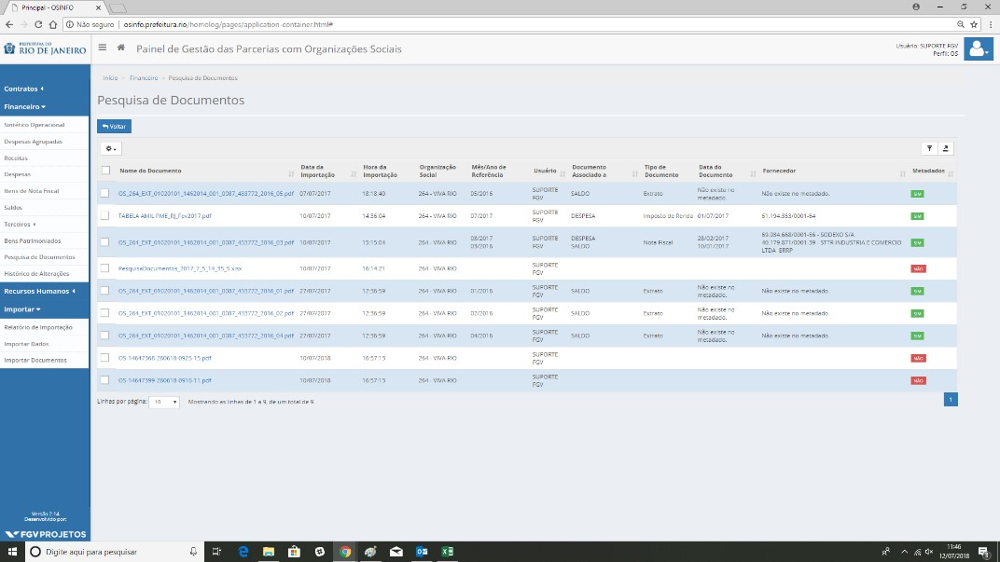 Principal - OSINFO
Não seguro | osinfo.prefeitura.rio/homolog/pages/application-container.html#
PREFEITURA DO
RIO DE JANEIRO
Painel de Gestão das Parcerias com Organizações Sociais
Usuário: SUPORTE FGV
Perfil: OS
Contratos
Financeiro
Sintético Operacional
Despesas Agrupadas
Receitas
Despesas
Itens de Nota Fiscal
Saldos
Terceiros
Bens Patrimoniados
Pesquisa de Documentos
Histórico de Alterações
Recursos Humanos
Importar
Relatório de Importação
Importar Dados
Importar Documentos
Versão 2.14
Desenvolvido por:
FGV PROJETOS
Início Financeiro Pesquisa de Documentos
Pesquisa de Documentos
Voltar
Nome do Documento Data da Importação Hora da Importação Organização Social Mês/Ano de Referência Usuário Documento Associado a Tipo de Documento Data do Documento Fornecedor Metadados
OS_264_EXT_01020101_1462014_001_0087_433772_2016_05.pdf 07/07/2017 18:18:40 264 - VIVA RIO 05/2016 SUPORTE FGV SALDO Extrato Não existe no metadado. Não existe no metadado. SIM
TABELA AMIL PME_RJ_Fev2017.pdf 10/07/2017 14:36:04 264 - VIVA RIO 07/2017 SUPORTE FGV DESPESA Imposto de Renda 01/07/2017 61.194.353/0001-64 SIM
OS_264_EXT_01020101_1462014_001_0087_433772_2016_03.pdf 10/07/2017 15:15:04 264 - VIVA RIO 03/2017 03/2016 SUPORTE FGV DESPESA SALDO Nota Fiscal 28/02/2017 10/01/2017 69.034.668/0001-56 - SODEXO S/A 40.179.871/0001-39 - STTR INDUSTRIA E COMERCIO LTDA ERRP SIM
PesquisaDocumentos_2017_7_5_14_35_5.xlsx 10/07/2017 16:14:21 264 - VIVA RIO SUPORTE FGV NÃO
OS_264_EXT_01020101_1462014_001_0087_433772_2016_01.pdf 27/07/2017 12:36:59 264 - VIVA RIO 01/2016 SUPORTE FGV SALDO Extrato Não existe no metadado. Não existe no metadado. SIM
OS_264_EXT_01020101_1462014_001_0087_433772_2016_02.pdf 27/07/2017 12:36:59 264 - VIVA RIO 02/2016 SUPORTE FGV SALDO Extrato Não existe no metadado. Não existe no metadado. SIM
OS_264_EXT_01020101_1462014_001_0087_433772_2016_04.pdf 27/07/2017 12:36:59 264 - VIVA RIO 04/2016 SUPORTE FGV SALDO Extrato Não existe no metadado. Não existe no metadado. SIM
OS-14647366-280618-0925-15.pdf 10/07/2018 16:57:13 264 - VIVA RIO SUPORTE FGV NÃO
OS-14647399-280618-0916-11.pdf 10/07/2018 16:57:13 264 - VIVA RIO SUPORTE FGV NÃO
Linhas por página: 10 Mostrando as linhas de 1 a 9, de um total de 9.
1
Digite aqui para pesquisar
11:46
12/07/2018